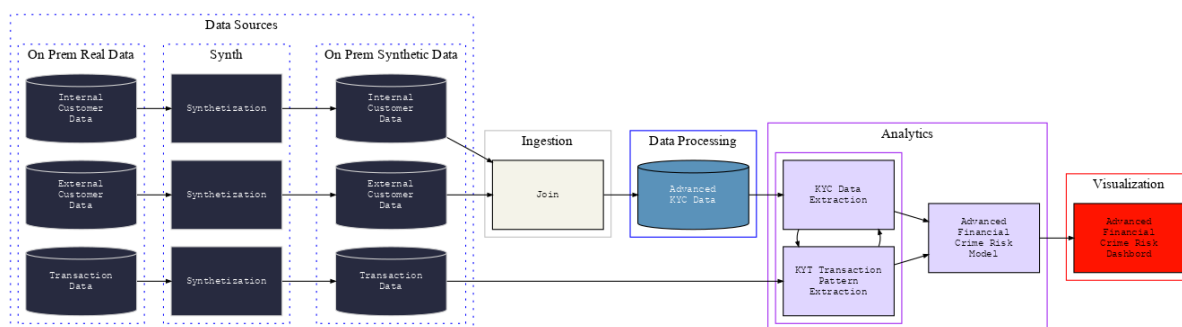 Data Sources
On Prem Real Data
Synth
On Prem Synthetic Data
Internal
Customer
Data
Synthetization
Internal
Customer
Data
External
Customer
Data
Synthetization
External
Customer
Data
Transaction
Data
Synthetization
Transaction
Data
Ingestion
Join
Data Processing
Advanced
KYC Data
Analytics
KYC Data
Extraction
KYT Transaction
Pattern
Extraction
Advanced
Financial
Crime Risk
Model
Visualization
Advanced
Financial
Crime Risk
Dashbord